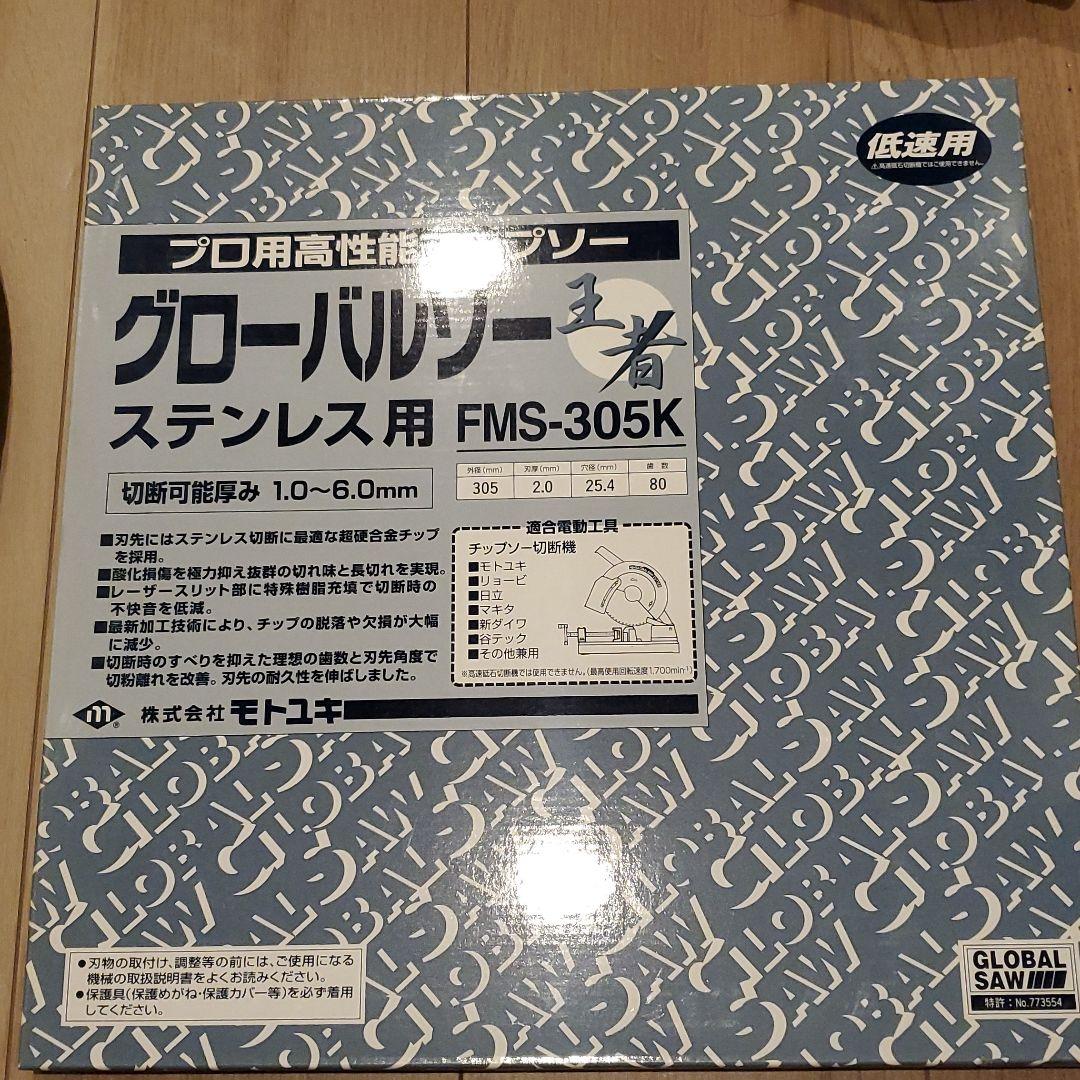 低速用
⚠高速砥石切断機ではご使用できません。
プロ用高性能 プソー
グローバルソー 王者
ステンレス用 FMS-305K
切断可能厚み 1.0〜6.0mm
外径(mm) 刃厚(mm) 穴径(mm) 歯数
305 2.0 25.4 80
■刃先にはステンレス切断に最適な超硬合金チップ
を採用。
■酸化損傷を極力抑え抜群の切れ味と長切れを実現。
■レーザースリット部に特殊樹脂充填で切断時の
不快音を低減。
■最新加工技術により、チップの脱落や欠損が大幅
に減少。
■切断時のすべりを抑えた理想の歯数と刃先角度で
切粉離れを改善。刃先の耐久性を伸ばしました。
適合電動工具
チップソー切断機
■モトユキ
■リョービ
■日立
■マキタ
■新ダイワ
■谷テック
■その他兼用
※高速砥石切断機では使用できません。(最高使用回転速度1,700min-1)
m® 株式会社モトユキ
●刃物の取付け、調整等の前には、ご使用になる
機械の取扱説明書をよくお読みください。
●保護具(保護めがね・保護カバー等)を必ず着用
してください。
GLOBAL
SAW
特許:No.773554